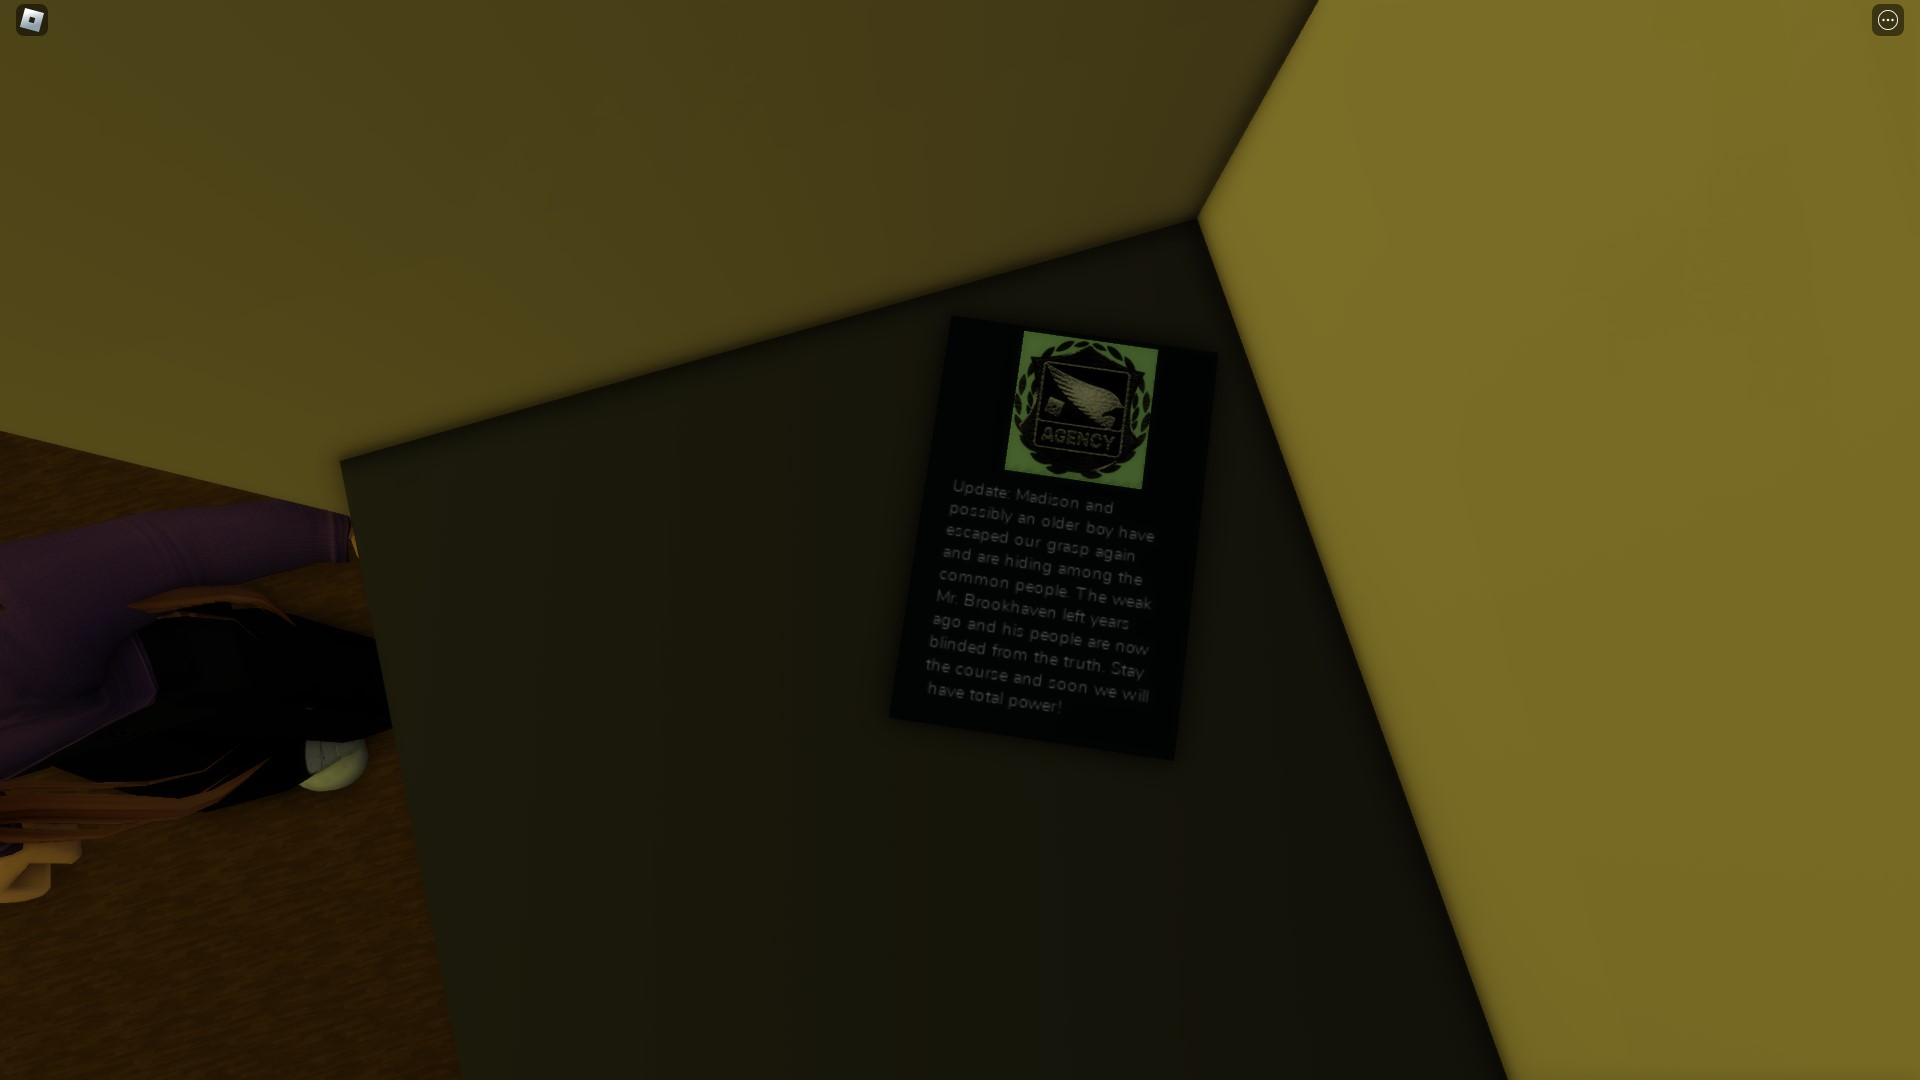 AGENCY
Update: Madison and
possibly an older boy have
escaped our grasp again
and are hiding among the
common people. The weak
Mr. Brookhaven left years
ago and his people are now
blinded from the truth. Stay
the course and soon we will
have total power!